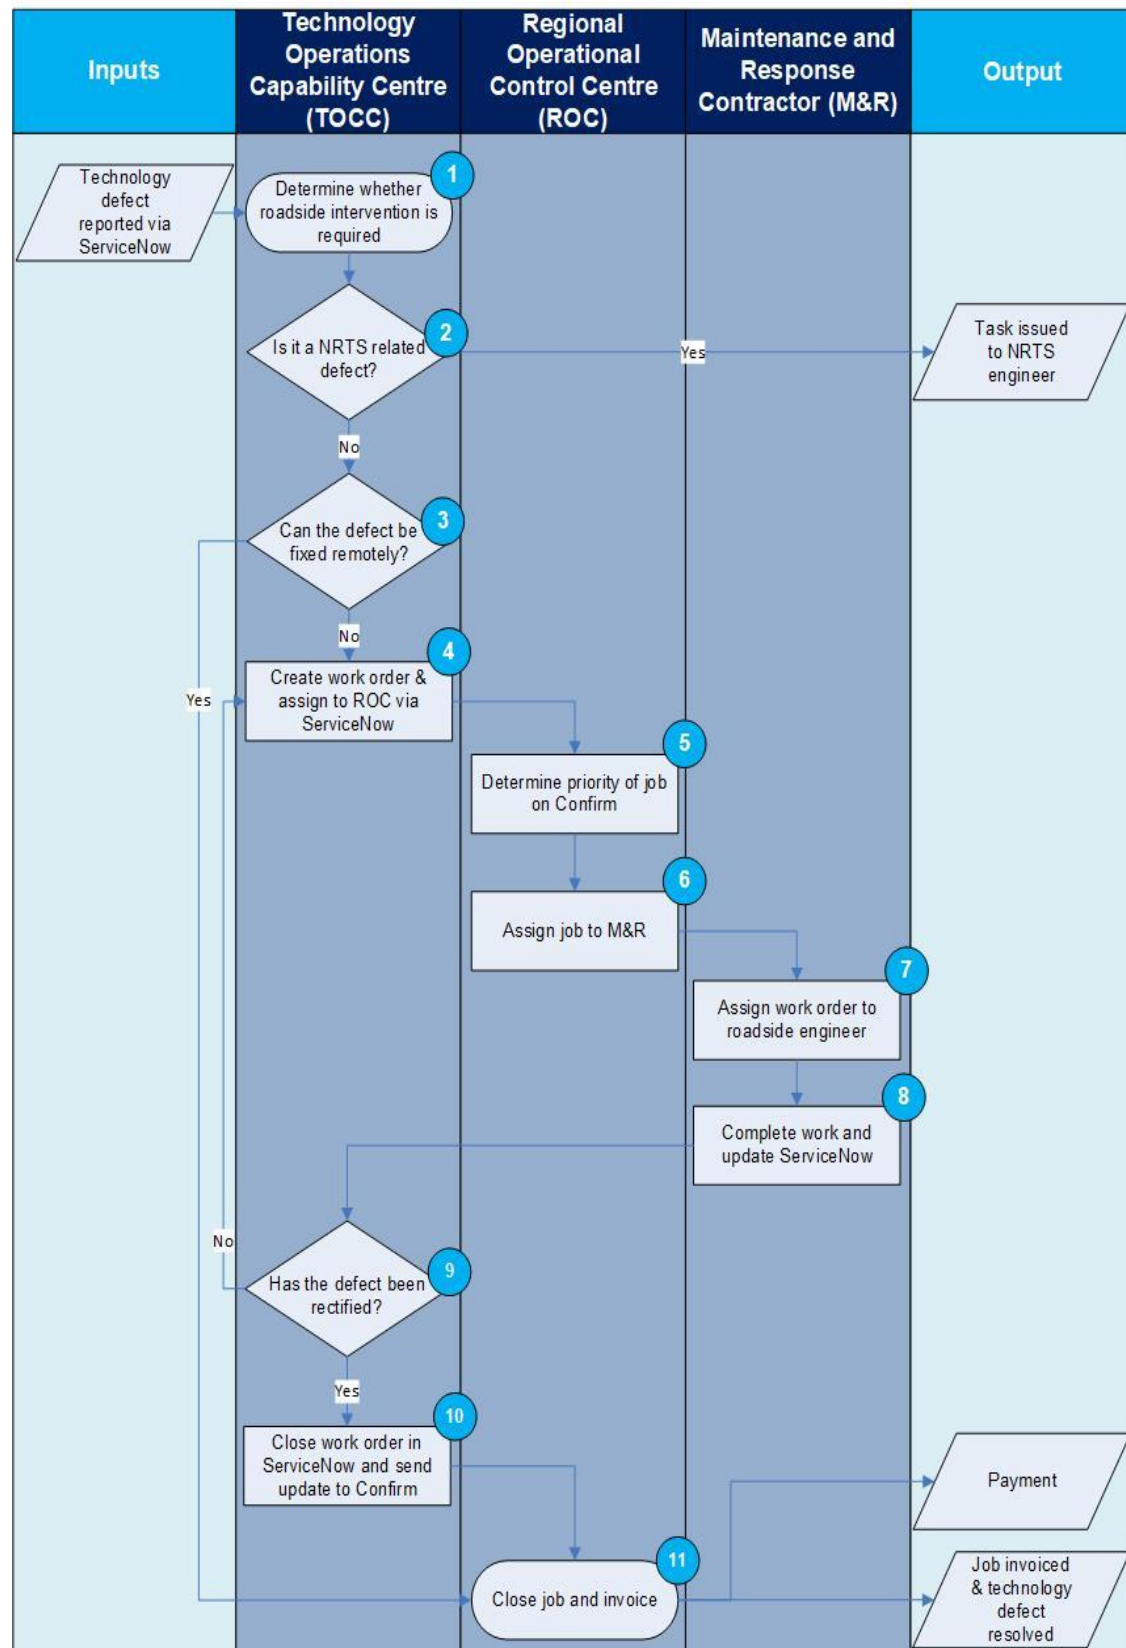 Inputs
Technology
Operations
Capability Centre
(TOCC)
Regional
Operational
Control Centre
(ROC)
Maintenance and
Response
Contractor (M&R)
Output
Technology
defect
reported via
ServiceNow
1
Determine whether
roadside intervention is
required
2
Is it a NRTS related
defect?
Yes
Task issued
to NRTS
engineer
No
3
Can the defect be
fixed remotely?
No
Yes
4
Create work order &
assign to ROC via
ServiceNow
5
Determine priority of job
on Confirm
6
Assign job to M&R
7
Assign work order to
roadside engineer
8
Complete work and
update ServiceNow
No
9
Has the defect been
rectified?
Yes
10
Close work order in
ServiceNow and send
update to Confirm
Payment
11
Close job and invoice
Job invoiced
& technology
defect
resolved